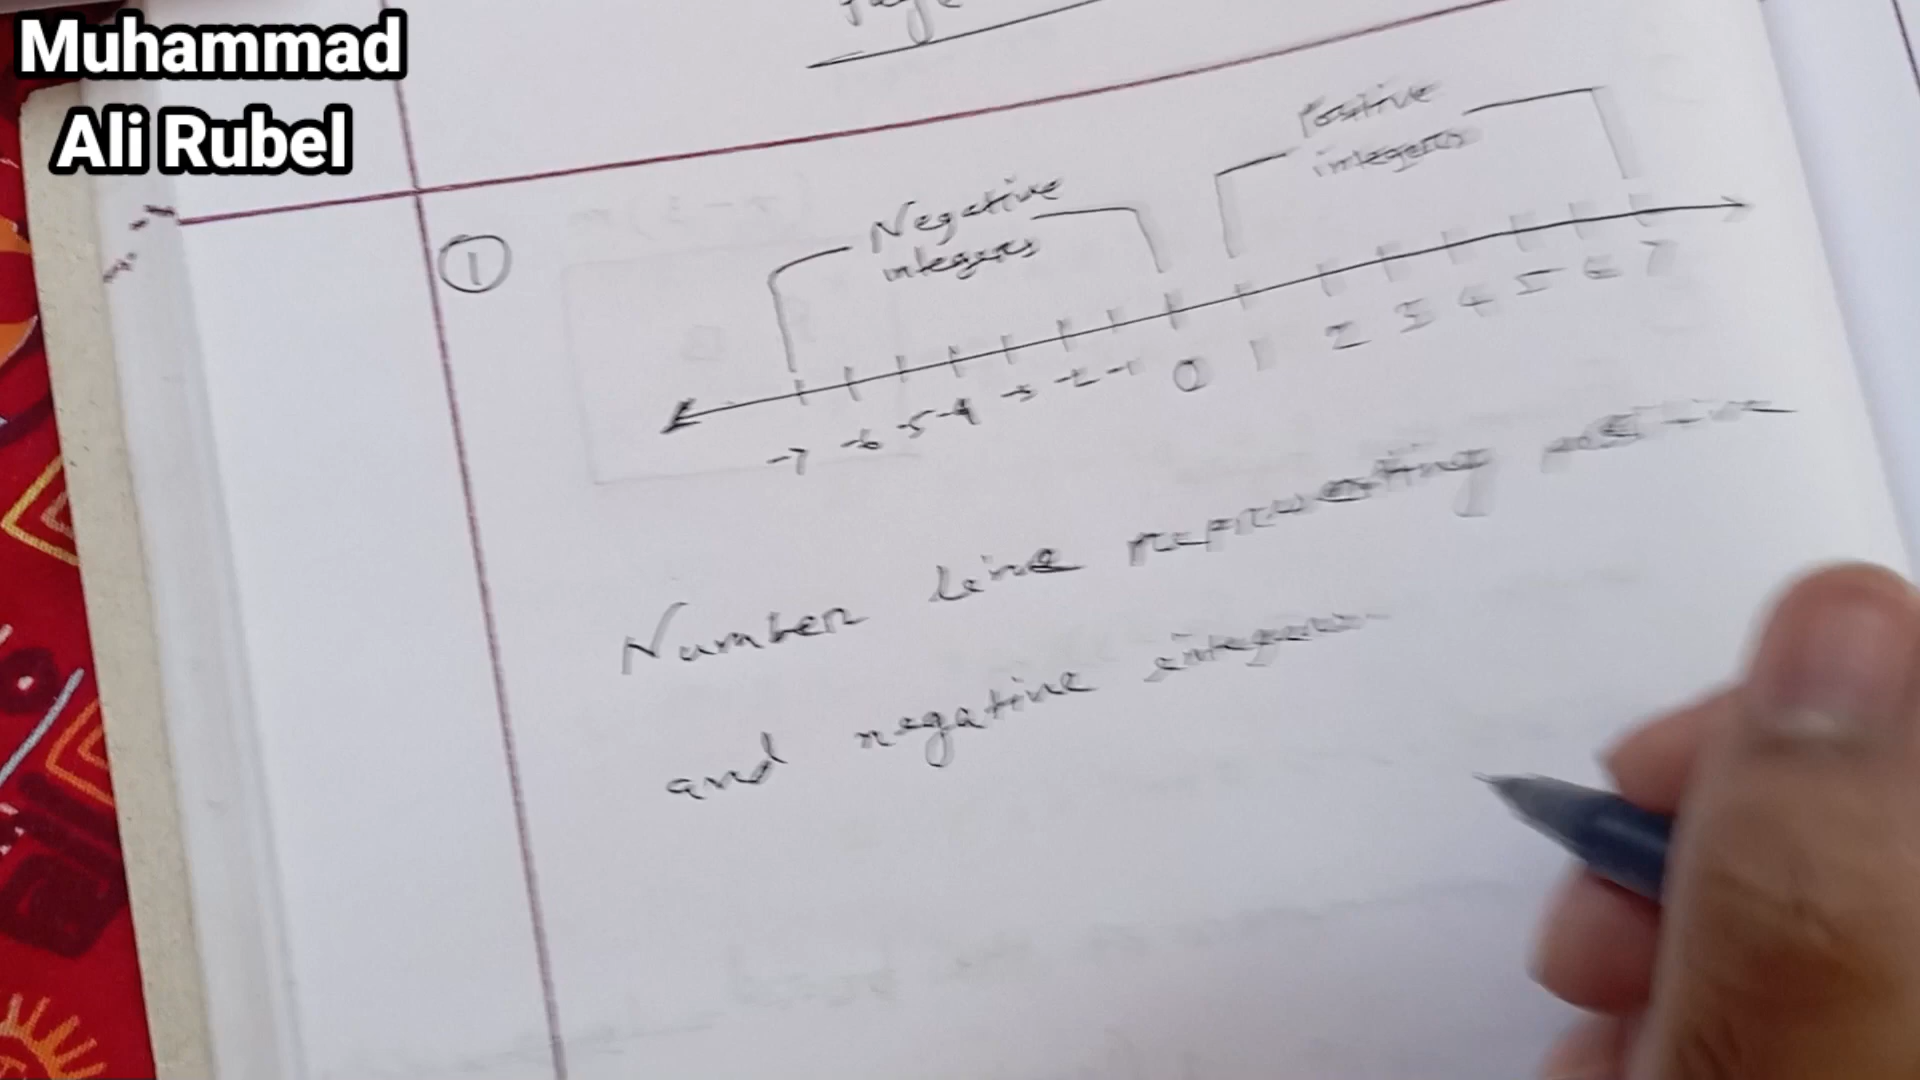 Muhammad
Ali Rubel
Page
①
Positive
integers
Negative
integers
-7 -6 -5 -4 -3 -2 -1 0 1 2 3 4 5 6 7
Number line representing positive
and negative integers.